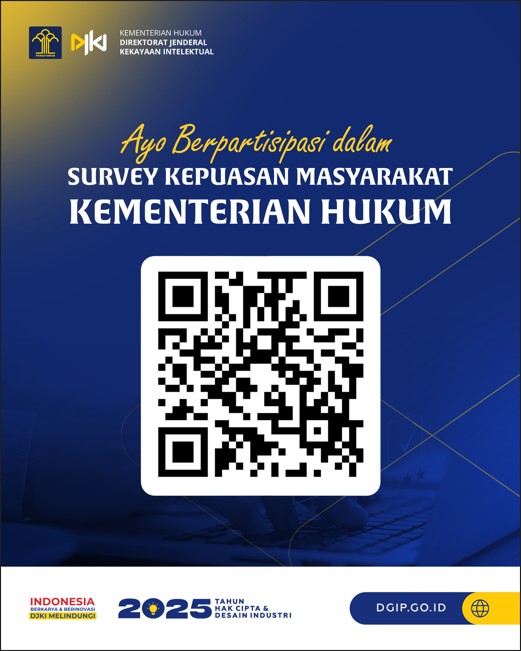 KEMENTERIAN HUKUM
DIREKTORAT JENDERAL
KEKAYAAN INTELEKTUAL
Ayo Berpartisipasi dalam
SURVEY KEPUASAN MASYARAKAT
KEMENTERIAN HUKUM
INDONESIA
BERKARYA & BERINOVASI
DJKI MELINDUNGI
2025 TAHUN
HAK CIPTA &
DESAIN INDUSTRI
DGIP.GO.ID